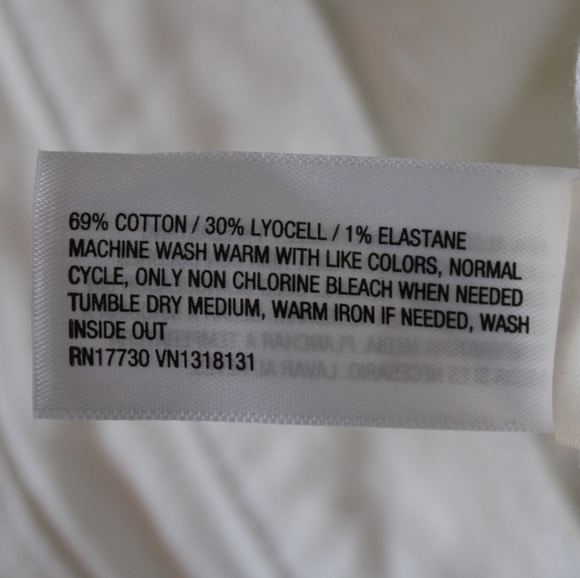 69% COTTON / 30% LYOCELL / 1% ELASTANE
MACHINE WASH WARM WITH LIKE COLORS, NORMAL
CYCLE, ONLY NON CHLORINE BLEACH WHEN NEEDED
TUMBLE DRY MEDIUM, WARM IRON IF NEEDED, WASH
INSIDE OUT
RN17730 VN1318131